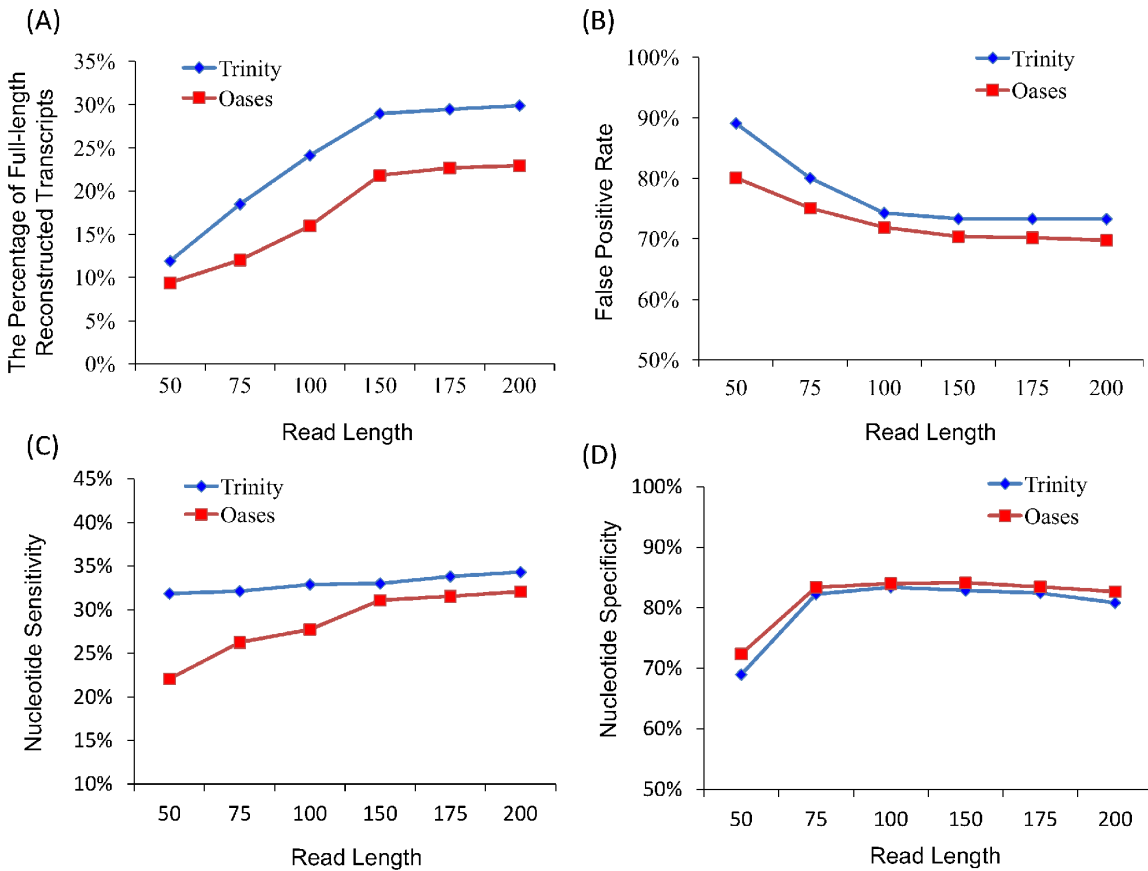 (A)
The Percentage of Full-length
Reconstructed Transcripts
35%
30%
25%
20%
15%
10%
5%
0%
Trinity
Oases
50 75 100 150 175 200
Read Length
(B)
False Positive Rate
100%
90%
80%
70%
60%
50%
Trinity
Oases
50 75 100 150 175 200
Read Length
(C)
Nucleotide Sensitivity
45%
40%
35%
30%
25%
20%
15%
10%
Trinity
Oases
50 75 100 150 175 200
Read Length
(D)
Nucleotide Specificity
100%
90%
80%
70%
60%
50%
Trinity
Oases
50 75 100 150 175 200
Read Length